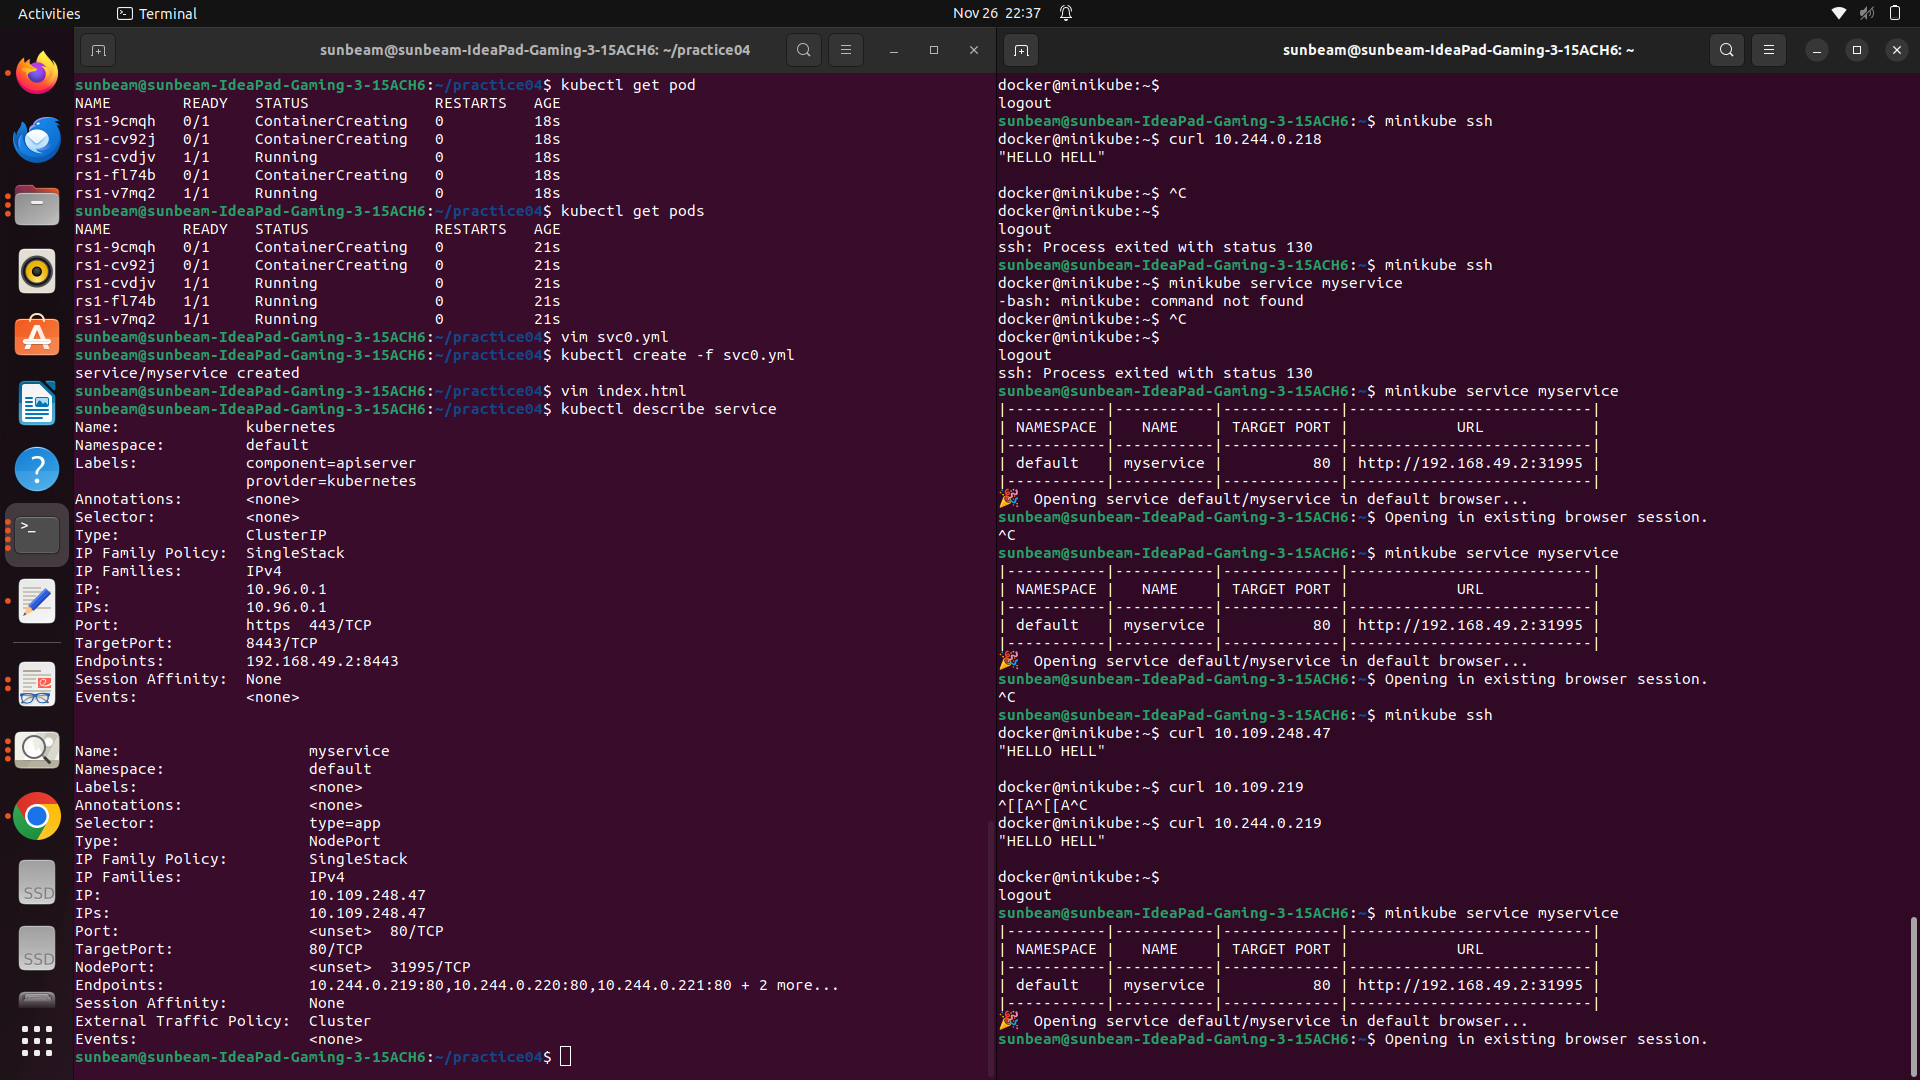 Activities
Terminal
Nov 26 22:37
sunbeam@sunbeam-IdeaPad-Gaming-3-15ACH6: ~/practice04
sunbeam@sunbeam-IdeaPad-Gaming-3-15ACH6:~/practice04$ kubectl get pod
NAME        READY   STATUS              RESTARTS   AGE
rs1-9cmqh   0/1     ContainerCreating   0          18s
rs1-cv92j   0/1     ContainerCreating   0          18s
rs1-cvdjv   1/1     Running             0          18s
rs1-fl74b   0/1     ContainerCreating   0          18s
rs1-v7mq2   1/1     Running             0          18s
sunbeam@sunbeam-IdeaPad-Gaming-3-15ACH6:~/practice04$ kubectl get pods
NAME        READY   STATUS              RESTARTS   AGE
rs1-9cmqh   0/1     ContainerCreating   0          21s
rs1-cv92j   0/1     ContainerCreating   0          21s
rs1-cvdjv   1/1     Running             0          21s
rs1-fl74b   1/1     Running             0          21s
rs1-v7mq2   1/1     Running             0          21s
sunbeam@sunbeam-IdeaPad-Gaming-3-15ACH6:~/practice04$ vim svc0.yml
sunbeam@sunbeam-IdeaPad-Gaming-3-15ACH6:~/practice04$ kubectl create -f svc0.yml
service/myservice created
sunbeam@sunbeam-IdeaPad-Gaming-3-15ACH6:~/practice04$ vim index.html
sunbeam@sunbeam-IdeaPad-Gaming-3-15ACH6:~/practice04$ kubectl describe service
Name:              kubernetes
Namespace:         default
Labels:            component=apiserver
                   provider=kubernetes
Annotations:       <none>
Selector:          <none>
Type:              ClusterIP
IP Family Policy:  SingleStack
IP Families:       IPv4
IP:                10.96.0.1
IPs:               10.96.0.1
Port:              https  443/TCP
TargetPort:        8443/TCP
Endpoints:         192.168.49.2:8443
Session Affinity:  None
Events:            <none>
Name:                     myservice
Namespace:                default
Labels:                   <none>
Annotations:              <none>
Selector:                 type=app
Type:                     NodePort
IP Family Policy:         SingleStack
IP Families:              IPv4
IP:                       10.109.248.47
IPs:                      10.109.248.47
Port:                     <unset>  80/TCP
TargetPort:               80/TCP
NodePort:                 <unset>  31995/TCP
Endpoints:                10.244.0.219:80,10.244.0.220:80,10.244.0.221:80 + 2 more...
Session Affinity:         None
External Traffic Policy:  Cluster
Events:                   <none>
sunbeam@sunbeam-IdeaPad-Gaming-3-15ACH6:~/practice04$
sunbeam@sunbeam-IdeaPad-Gaming-3-15ACH6: ~
docker@minikube:~$
logout
sunbeam@sunbeam-IdeaPad-Gaming-3-15ACH6:~$ minikube ssh
docker@minikube:~$ curl 10.244.0.218
"HELLO HELL"
docker@minikube:~$ ^C
docker@minikube:~$
logout
ssh: Process exited with status 130
sunbeam@sunbeam-IdeaPad-Gaming-3-15ACH6:~$ minikube ssh
docker@minikube:~$ minikube service myservice
-bash: minikube: command not found
docker@minikube:~$ ^C
docker@minikube:~$
logout
ssh: Process exited with status 130
sunbeam@sunbeam-IdeaPad-Gaming-3-15ACH6:~$ minikube service myservice
|-----------|-----------|-------------|---------------------------|
| NAMESPACE |   NAME    | TARGET PORT |            URL            |
|-----------|-----------|-------------|---------------------------|
| default   | myservice |          80 | http://192.168.49.2:31995 |
|-----------|-----------|-------------|---------------------------|
🎉  Opening service default/myservice in default browser...
sunbeam@sunbeam-IdeaPad-Gaming-3-15ACH6:~$ Opening in existing browser session.
^C
sunbeam@sunbeam-IdeaPad-Gaming-3-15ACH6:~$ minikube service myservice
|-----------|-----------|-------------|---------------------------|
| NAMESPACE |   NAME    | TARGET PORT |            URL            |
|-----------|-----------|-------------|---------------------------|
| default   | myservice |          80 | http://192.168.49.2:31995 |
|-----------|-----------|-------------|---------------------------|
🎉  Opening service default/myservice in default browser...
sunbeam@sunbeam-IdeaPad-Gaming-3-15ACH6:~$ Opening in existing browser session.
^C
sunbeam@sunbeam-IdeaPad-Gaming-3-15ACH6:~$ minikube ssh
docker@minikube:~$ curl 10.109.248.47
"HELLO HELL"
docker@minikube:~$ curl 10.109.219
^[[A^[[A^C
docker@minikube:~$ curl 10.244.0.219
"HELLO HELL"
docker@minikube:~$
logout
sunbeam@sunbeam-IdeaPad-Gaming-3-15ACH6:~$ minikube service myservice
|-----------|-----------|-------------|---------------------------|
| NAMESPACE |   NAME    | TARGET PORT |            URL            |
|-----------|-----------|-------------|---------------------------|
| default   | myservice |          80 | http://192.168.49.2:31995 |
|-----------|-----------|-------------|---------------------------|
🎉  Opening service default/myservice in default browser...
sunbeam@sunbeam-IdeaPad-Gaming-3-15ACH6:~$ Opening in existing browser session.
SSD
SSD